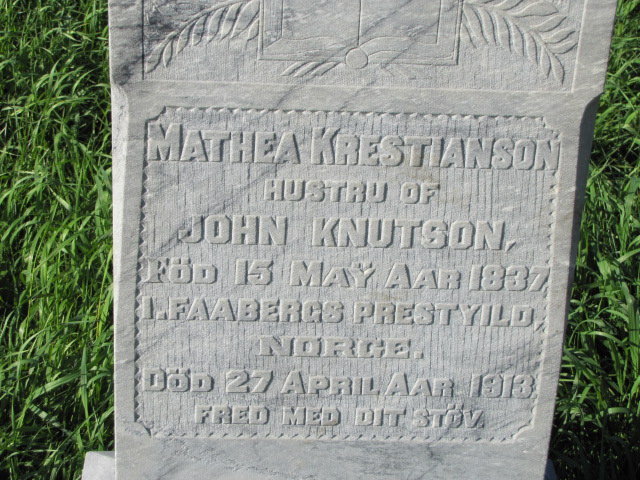 MATHEA KRESTIANSON
HUSTRU OF
JOHN KNUTSON,
FÖD 15 MAŸ AAR 1837
I. FAABERGS PRESTYILD,
NORGE.
DÖD 27 APRIL AAR 1913
FRED MED DIT STÖV.